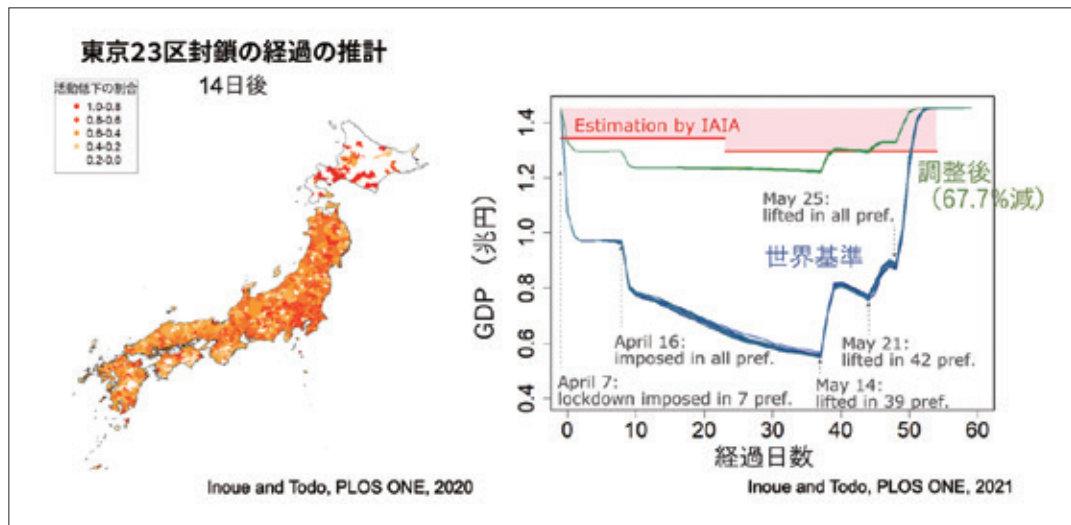 東京23区封鎖の経過の推計
14日後
活動低下の割合
1.0-0.8
0.8-0.6
0.6-0.4
0.4-0.2
0.2-0.0
Inoue and Todo, PLOS ONE, 2020
GDP（兆円）
1.4
1.2
1.0
0.8
0.6
0.4
Estimation by IAIA
調整後
（67.7%減）
May 25:
lifted in all pref.
世界基準
April 16:
imposed in all pref.
May 21:
lifted in 42 pref.
April 7:
lockdown imposed in 7 pref.
May 14:
lifted in 39 pref.
0 10 20 30 40 50 60
経過日数
Inoue and Todo, PLOS ONE, 2021